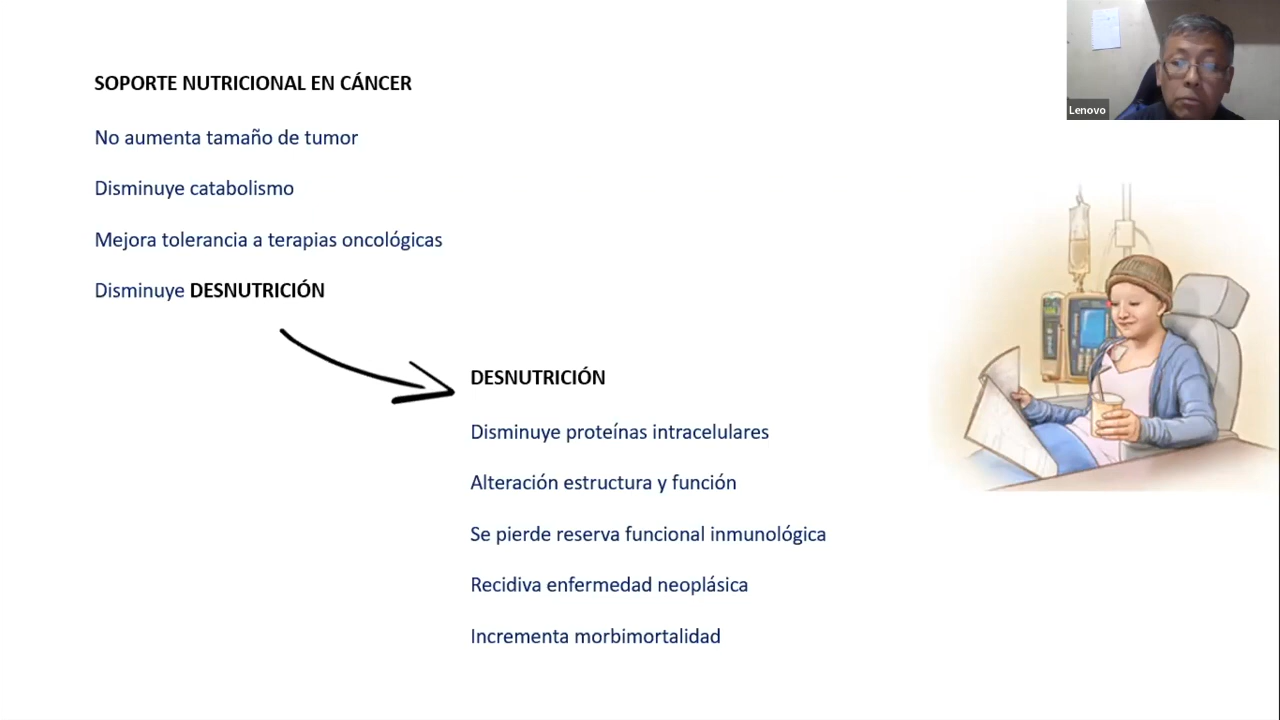 SOPORTE NUTRICIONAL EN CÁNCER
No aumenta tamaño de tumor
Disminuye catabolismo
Mejora tolerancia a terapias oncológicas
Disminuye DESNUTRICIÓN
DESNUTRICIÓN
Disminuye proteínas intracelulares
Alteración estructura y función
Se pierde reserva funcional inmunológica
Recidiva enfermedad neoplásica
Incrementa morbimortalidad
Lenovo